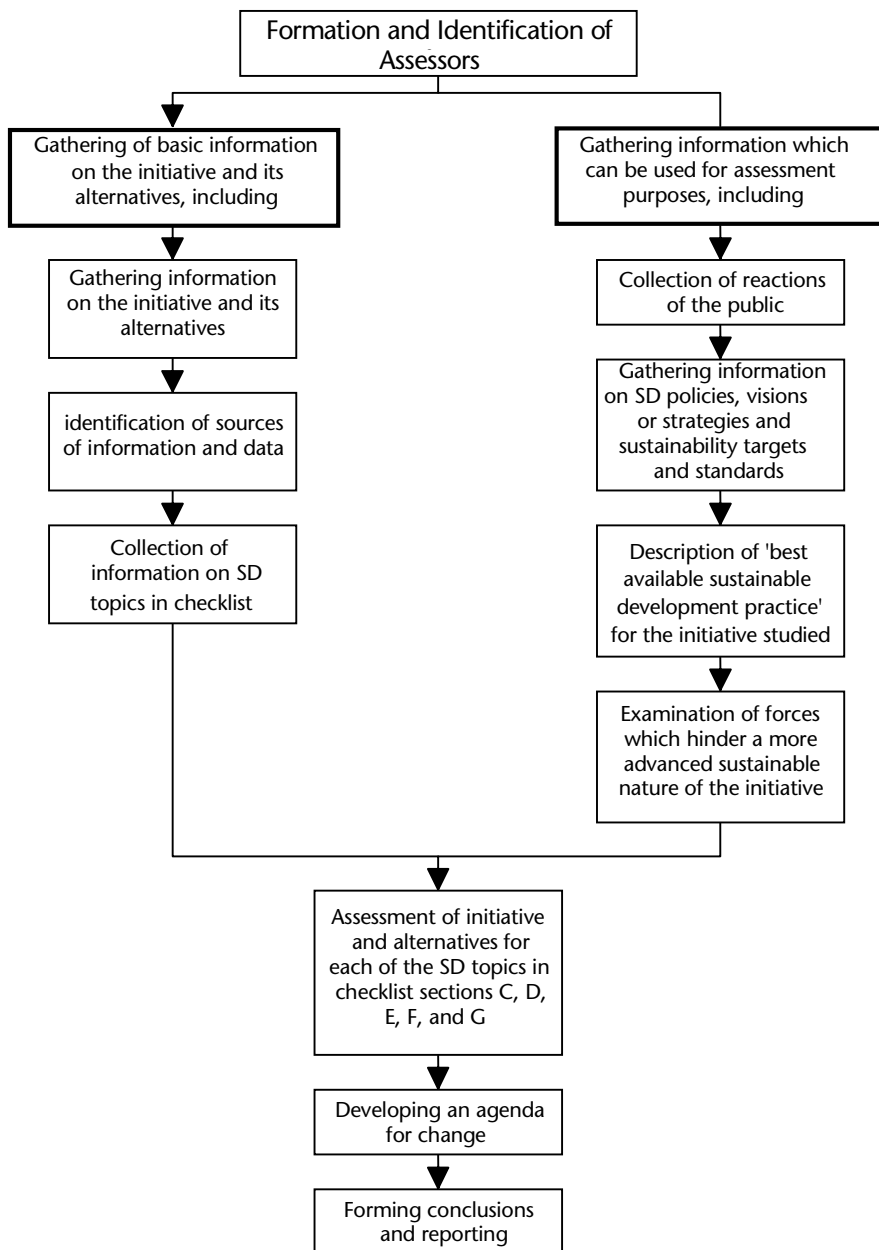 Formation and Identification of
Assessors
Gathering of basic information
on the initiative and its
alternatives, including
Gathering information
on the initiative and its
alternatives
identification of sources
of information and data
Collection of
information on SD
topics in checklist
Gathering information which
can be used for assessment
purposes, including
Collection of reactions
of the public
Gathering information
on SD policies, visions
or strategies and
sustainability targets
and standards
Description of 'best
available sustainable
development practice'
for the initiative studied
Examination of forces
which hinder a more
advanced sustainable
nature of the initiative
Assessment of initiative
and alternatives for
each of the SD topics in
checklist sections C, D,
E, F, and G
Developing an agenda
for change
Forming conclusions
and reporting